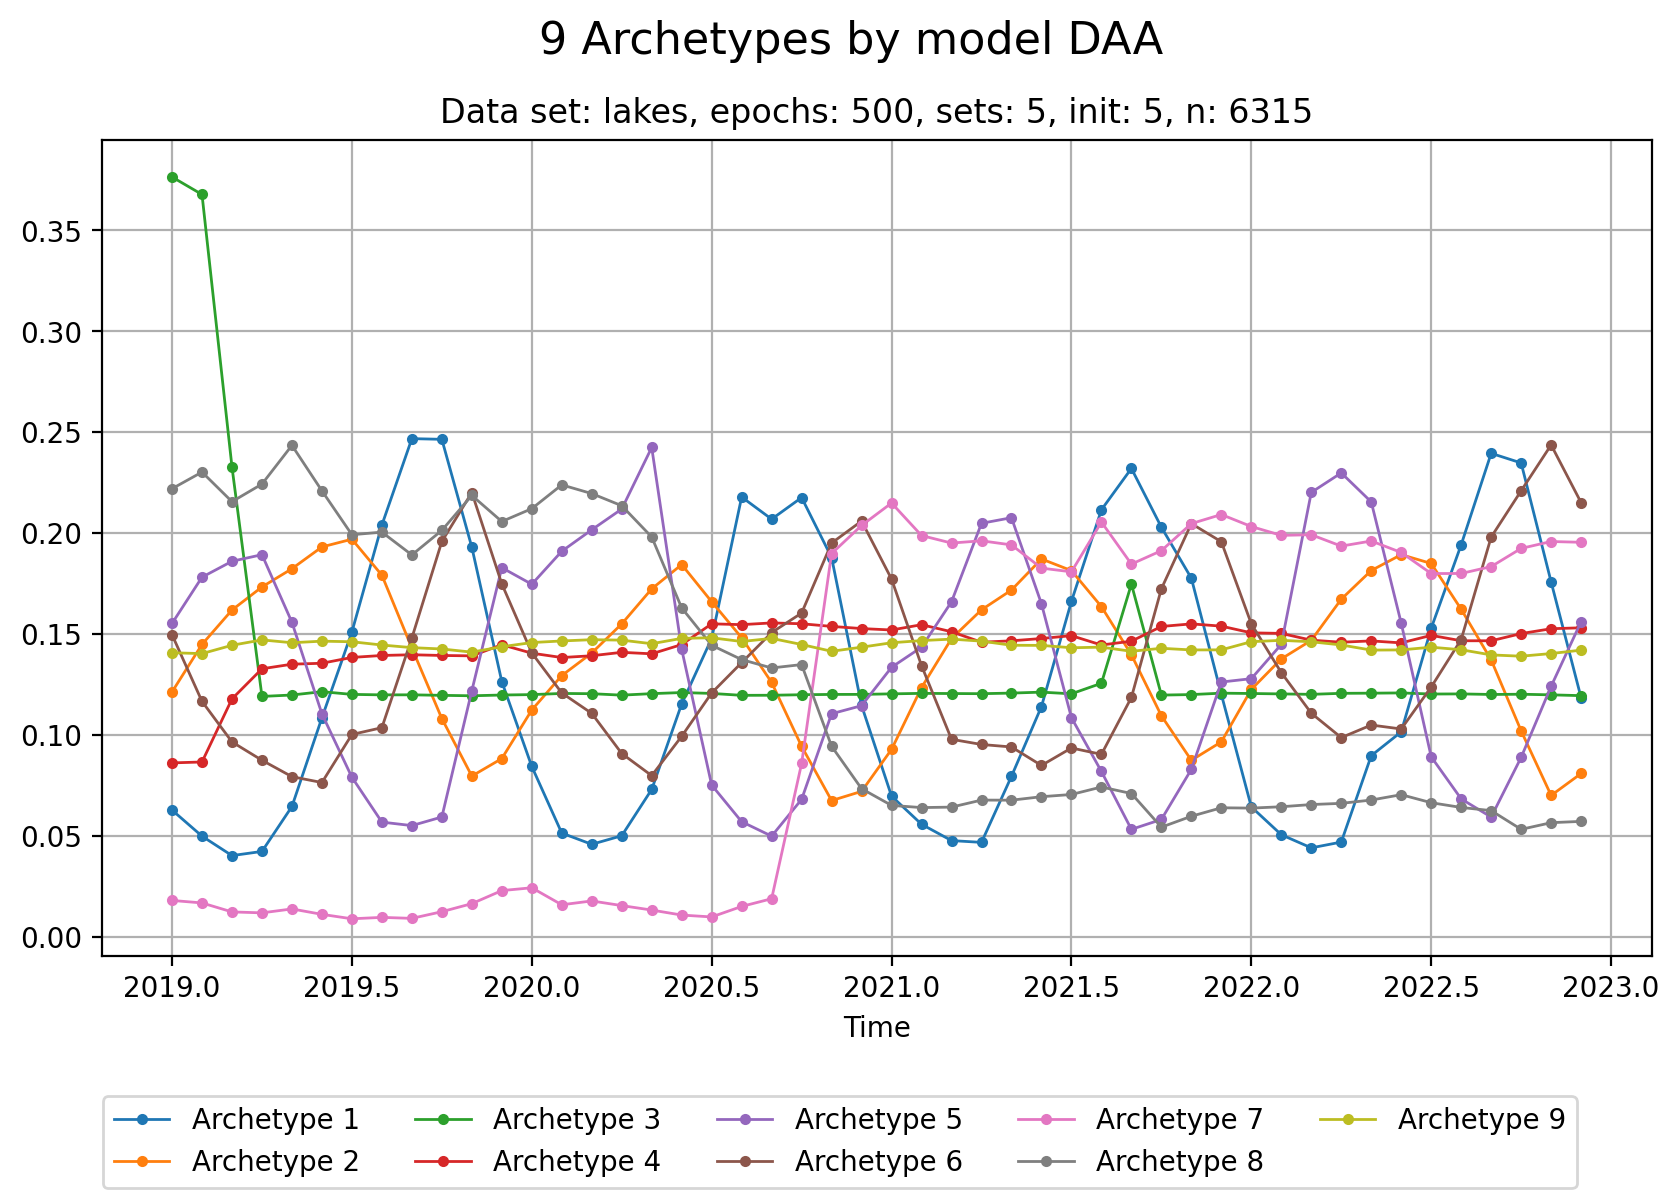 9 Archetypes by model DAA
Data set: lakes, epochs: 500, sets: 5, init: 5, n: 6315
0.35
0.30
0.25
0.20
0.15
0.10
0.05
0.00
2019.0 2019.5 2020.0 2020.5 2021.0 2021.5 2022.0 2022.5 2023.0
Time
Archetype 1 Archetype 3 Archetype 5 Archetype 7 Archetype 9
Archetype 2 Archetype 4 Archetype 6 Archetype 8